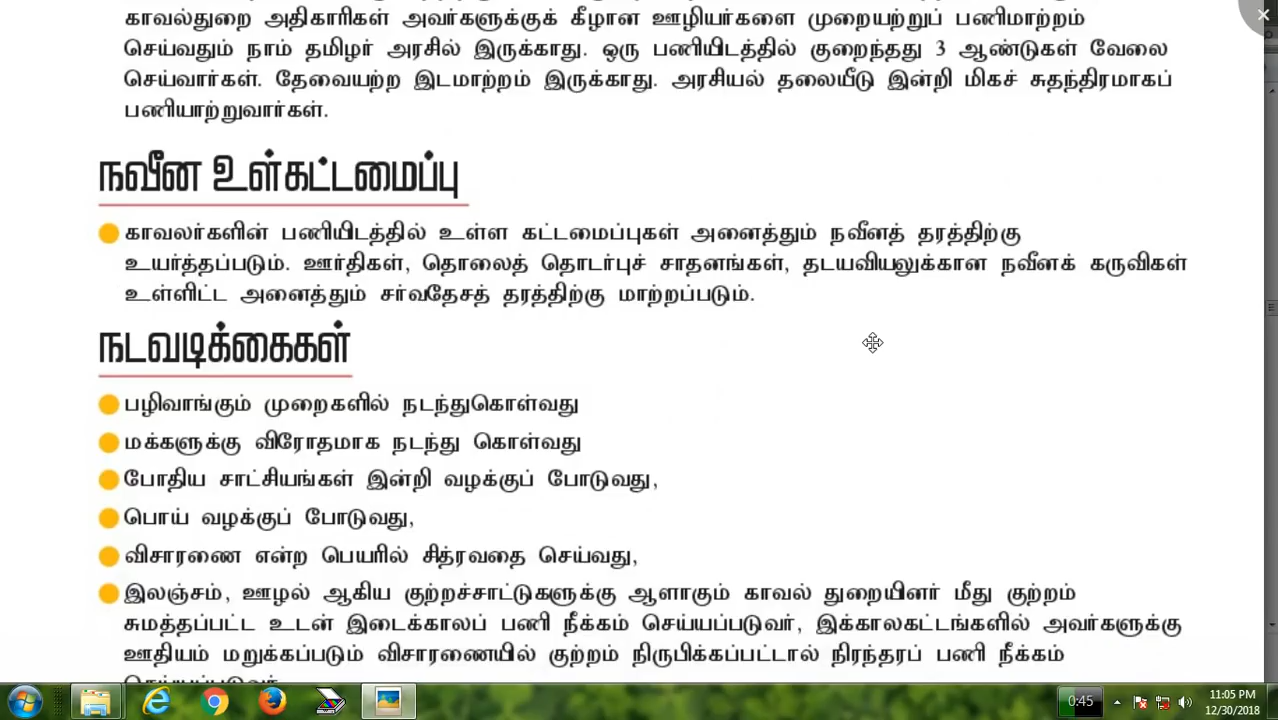 காவல்துறை அதிகாரிகள் அவர்களுக்குக் கீழான ஊழியர்களை முறையற்றுப் பணிமாற்றம்
செய்வதும் நாம் தமிழர் அரசில் இருக்காது. ஒரு பணியிடத்தில் குறைந்தது 3 ஆண்டுகள் வேலை
செய்வார்கள். தேவையற்ற இடமாற்றம் இருக்காது. அரசியல் தலையீடு இன்றி மிகச் சுதந்திரமாகப்
பணியாற்றுவார்கள்.
நவீன உள்கட்டமைப்பு
காவலர்களின் பணியிடத்தில் உள்ள கட்டமைப்புகள் அனைத்தும் நவீனத் தரத்திற்கு
உயர்த்தப்படும். ஊர்திகள், தொலைத் தொடர்புச் சாதனங்கள், தடயவியலுக்கான நவீனக் கருவிகள்
உள்ளிட்ட அனைத்தும் சர்வதேசத் தரத்திற்கு மாற்றப்படும்.
நடவடிக்கைகள்
பழிவாங்கும் முறைகளில் நடந்துகொள்வது
மக்களுக்கு விரோதமாக நடந்து கொள்வது
போதிய சாட்சியங்கள் இன்றி வழக்குப் போடுவது,
பொய் வழக்குப் போடுவது,
விசாரணை என்ற பெயரில் சித்ரவதை செய்வது,
இலஞ்சம், ஊழல் ஆகிய குற்றச்சாட்டுகளுக்கு ஆளாகும் காவல் துறையினர் மீது குற்றம்
சுமத்தப்பட்ட உடன் இடைக்காலப் பணி நீக்கம் செய்யப்படுவர், இக்காலகட்டங்களில் அவர்களுக்கு
ஊதியம் மறுக்கப்படும் விசாரணையில் குற்றம் நிருபிக்கப்பட்டால் நிரந்தரப் பணி நீக்கம்
0:45
11:05 PM
12/30/2018